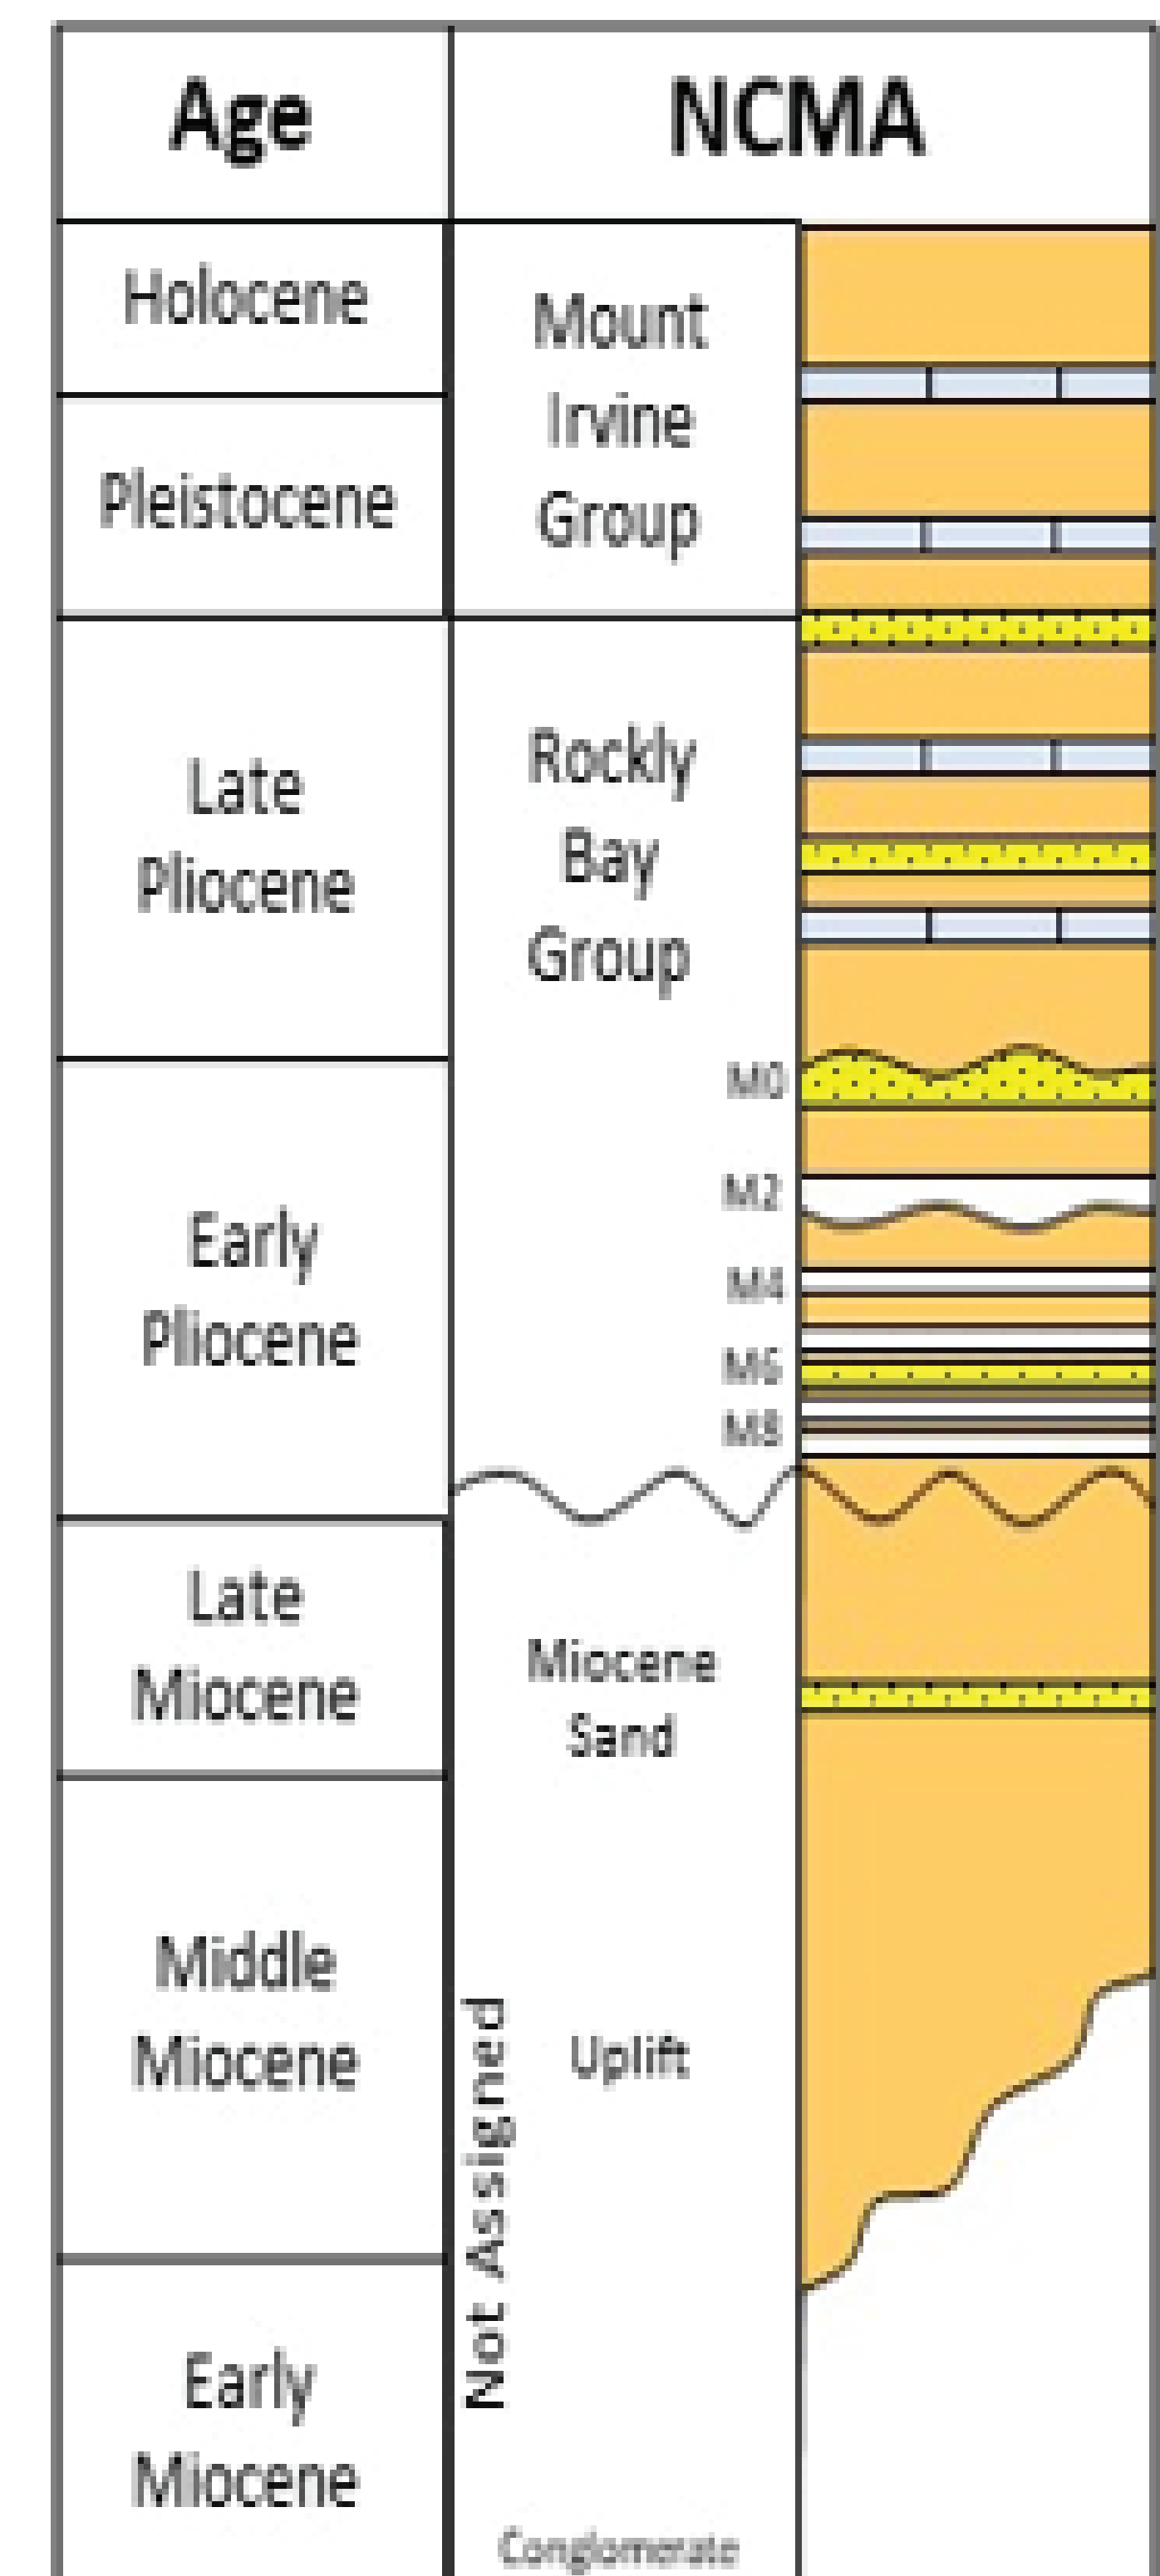 Age
NCMA
Holocene
Mount
Irvine
Group
Pleistocene
Late
Pliocene
Rockly
Bay
Group
M0
M2
Early
Pliocene
M4
M6
M8
Late
Miocene
Miocene
Sand
Middle
Miocene
Not Assigned
Uplift
Early
Miocene
Conglomerate